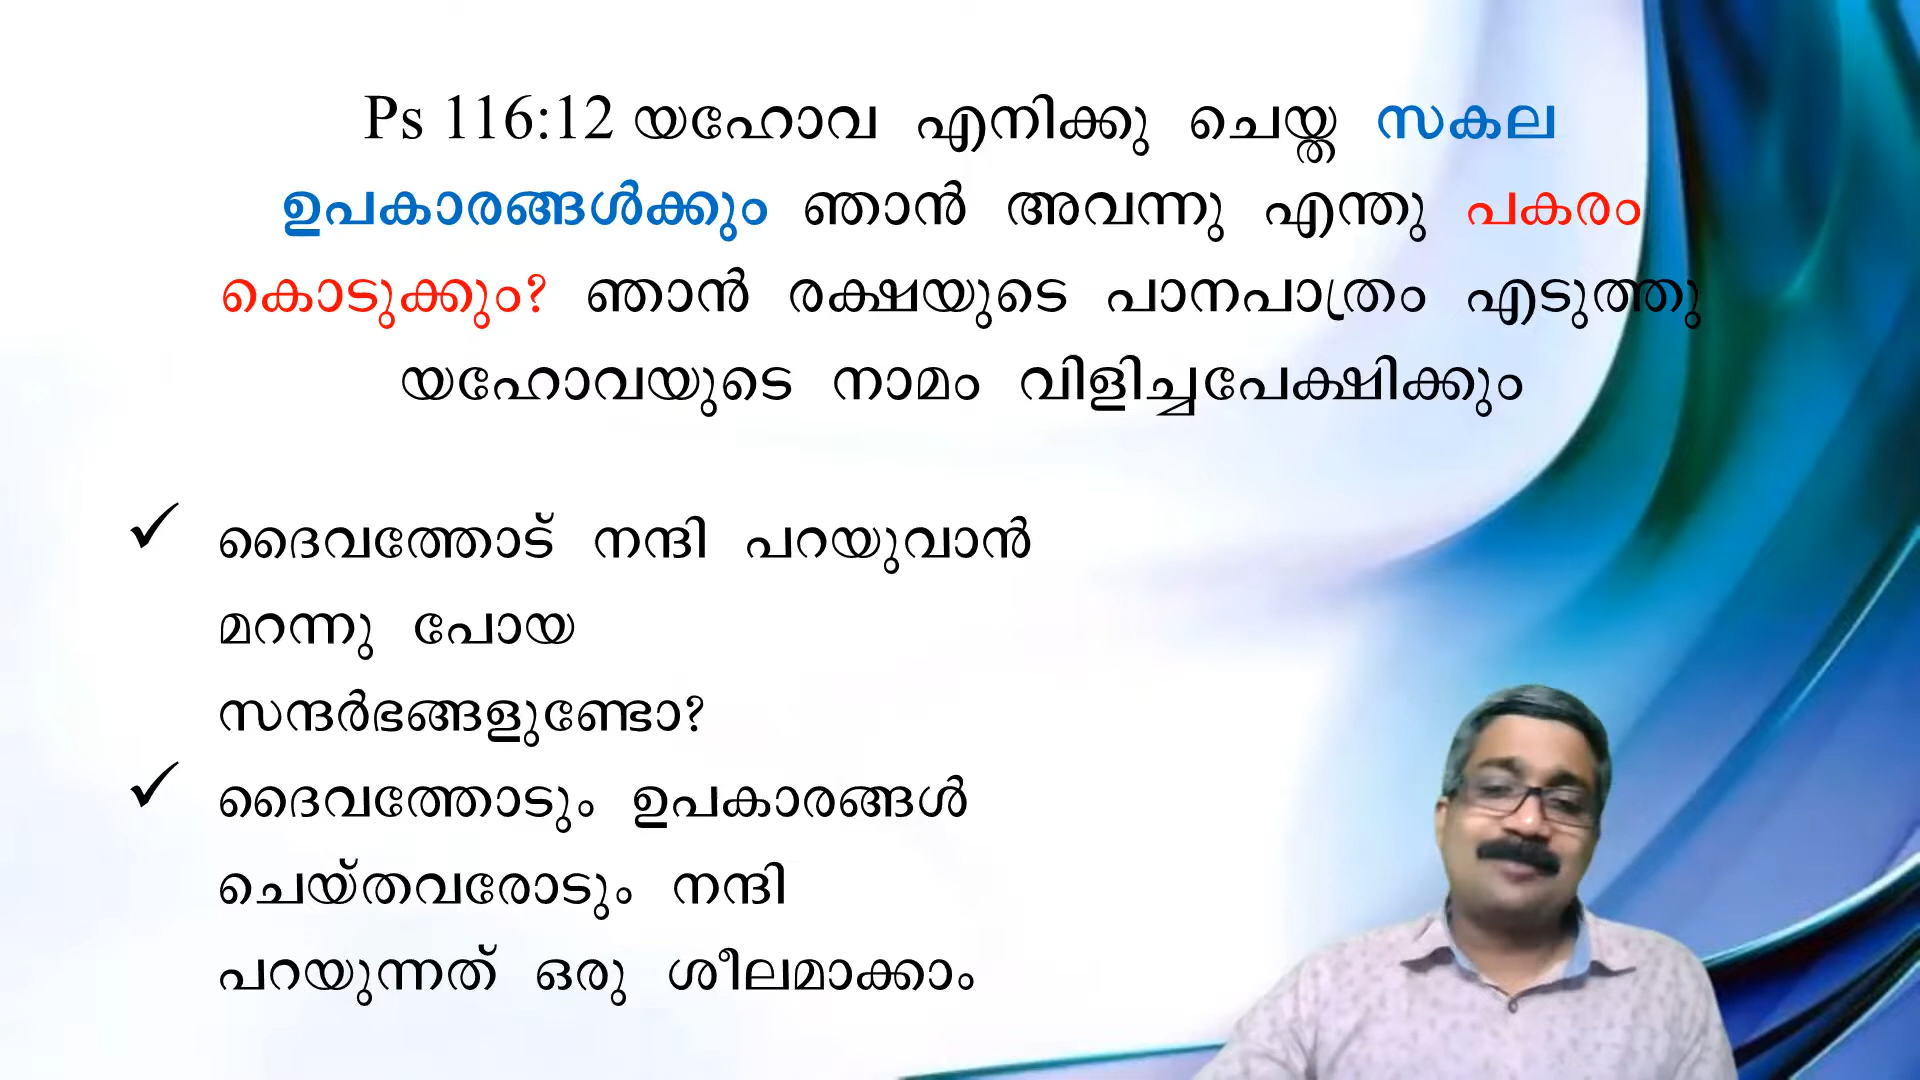 Ps 116:12 യഹോവ എനിക്കു ചെയ്ത സകല
ഉപകാരങ്ങൾക്കും ഞാൻ അവന്നു എന്തു പകരം
കൊടുക്കും? ഞാൻ രക്ഷയുടെ പാനപാത്രം എടുത്തു
യഹോവയുടെ നാമം വിളിച്ചപേക്ഷിക്കും
✓ ദൈവത്തോട് നന്ദി പറയുവാൻ
മറന്നു പോയ
സന്ദർഭങ്ങളുണ്ടോ?
✓ ദൈവത്തോടും ഉപകാരങ്ങൾ
ചെയ്തവരോടും നന്ദി
പറയുന്നത് ഒരു ശീലമാക്കാം